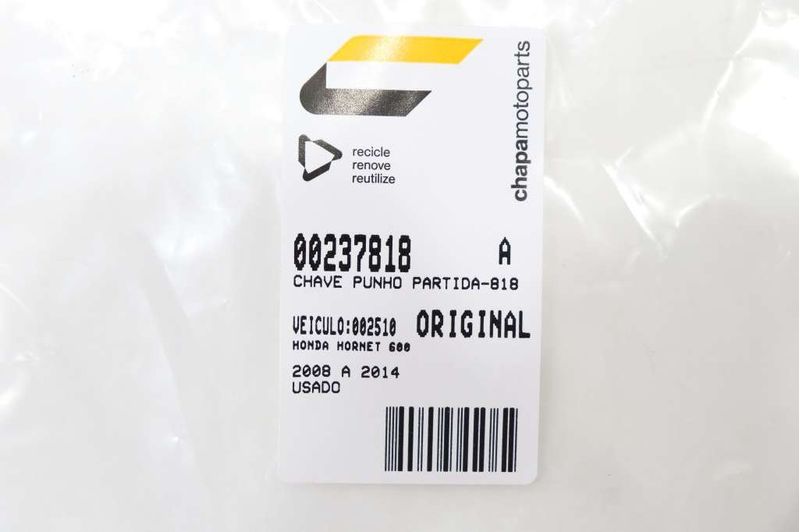 chapamotoparts
recicle
renove
reutilize
00237818 A
CHAVE PUNHO PARTIDA-818
VEICULO:002510 ORIGINAL
HONDA HORNET 600
2008 A 2014
USADO